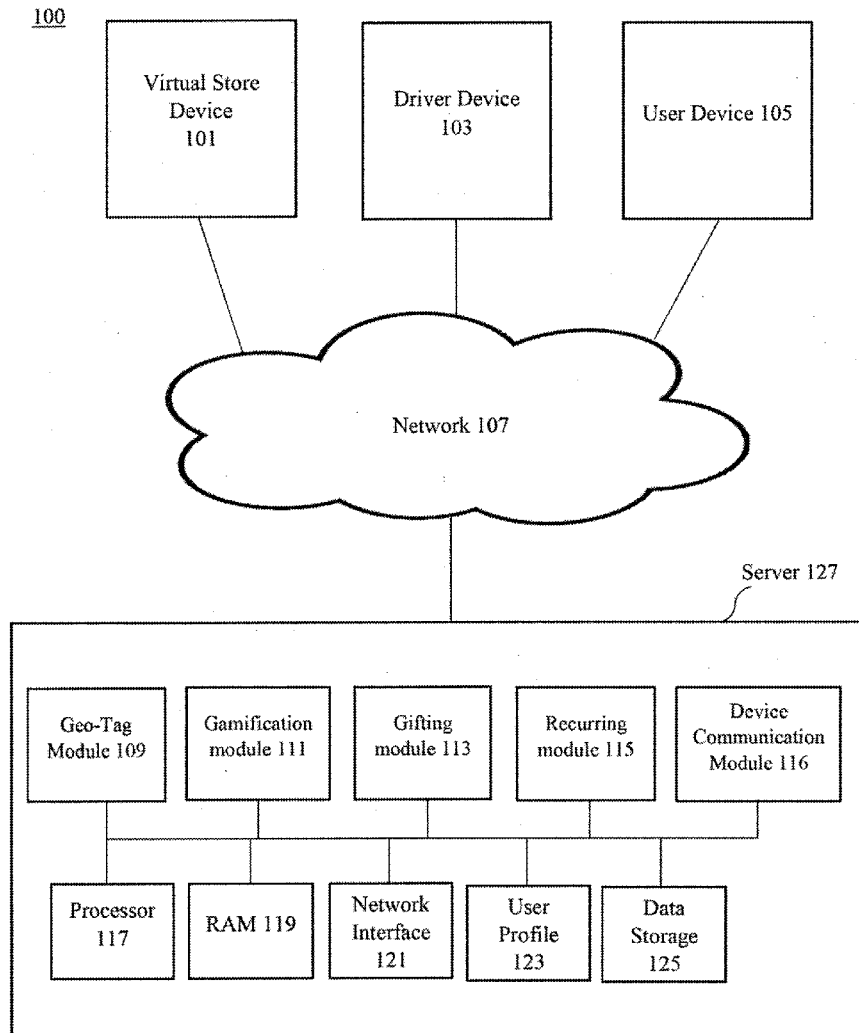 100
Virtual Store
Device
101
Driver Device
103
User Device 105
Network 107
Server 127
Geo-Tag
Module 109
Gamification
module 111
Gifting
module 113
Recurring
module 115
Device
Communication
Module 116
Processor
117
RAM 119
Network
Interface
121
User
Profile
123
Data
Storage
125